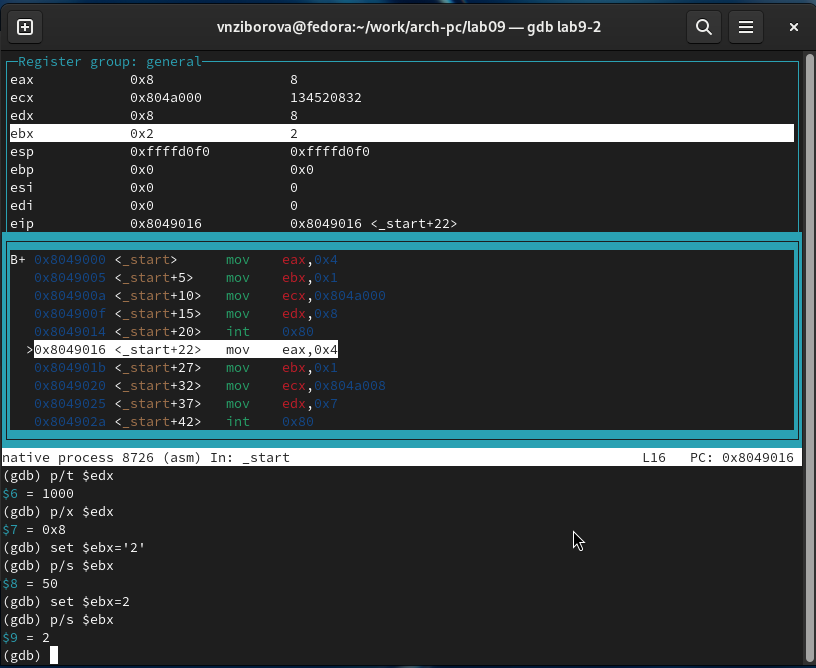 vnziborova@fedora:~/work/arch-pc/lab09 — gdb lab9-2
Register group: general
eax 0x8 8
ecx 0x804a000 134520832
edx 0x8 8
ebx 0x2 2
esp 0xffffd0f0 0xffffd0f0
ebp 0x0 0x0
esi 0x0 0
edi 0x0 0
eip 0x8049016 0x8049016 <_start+22>
B+ 0x8049000 <_start> mov eax,0x4
0x8049005 <_start+5> mov ebx,0x1
0x804900a <_start+10> mov ecx,0x804a000
0x804900f <_start+15> mov edx,0x8
0x8049014 <_start+20> int 0x80
>0x8049016 <_start+22> mov eax,0x4
0x804901b <_start+27> mov ebx,0x1
0x8049020 <_start+32> mov ecx,0x804a008
0x8049025 <_start+37> mov edx,0x7
0x804902a <_start+42> int 0x80
native process 8726 (asm) In: _start L16 PC: 0x8049016
(gdb) p/t $edx
$6 = 1000
(gdb) p/x $edx
$7 = 0x8
(gdb) set $ebx='2'
(gdb) p/s $ebx
$8 = 50
(gdb) set $ebx=2
(gdb) p/s $ebx
$9 = 2
(gdb)